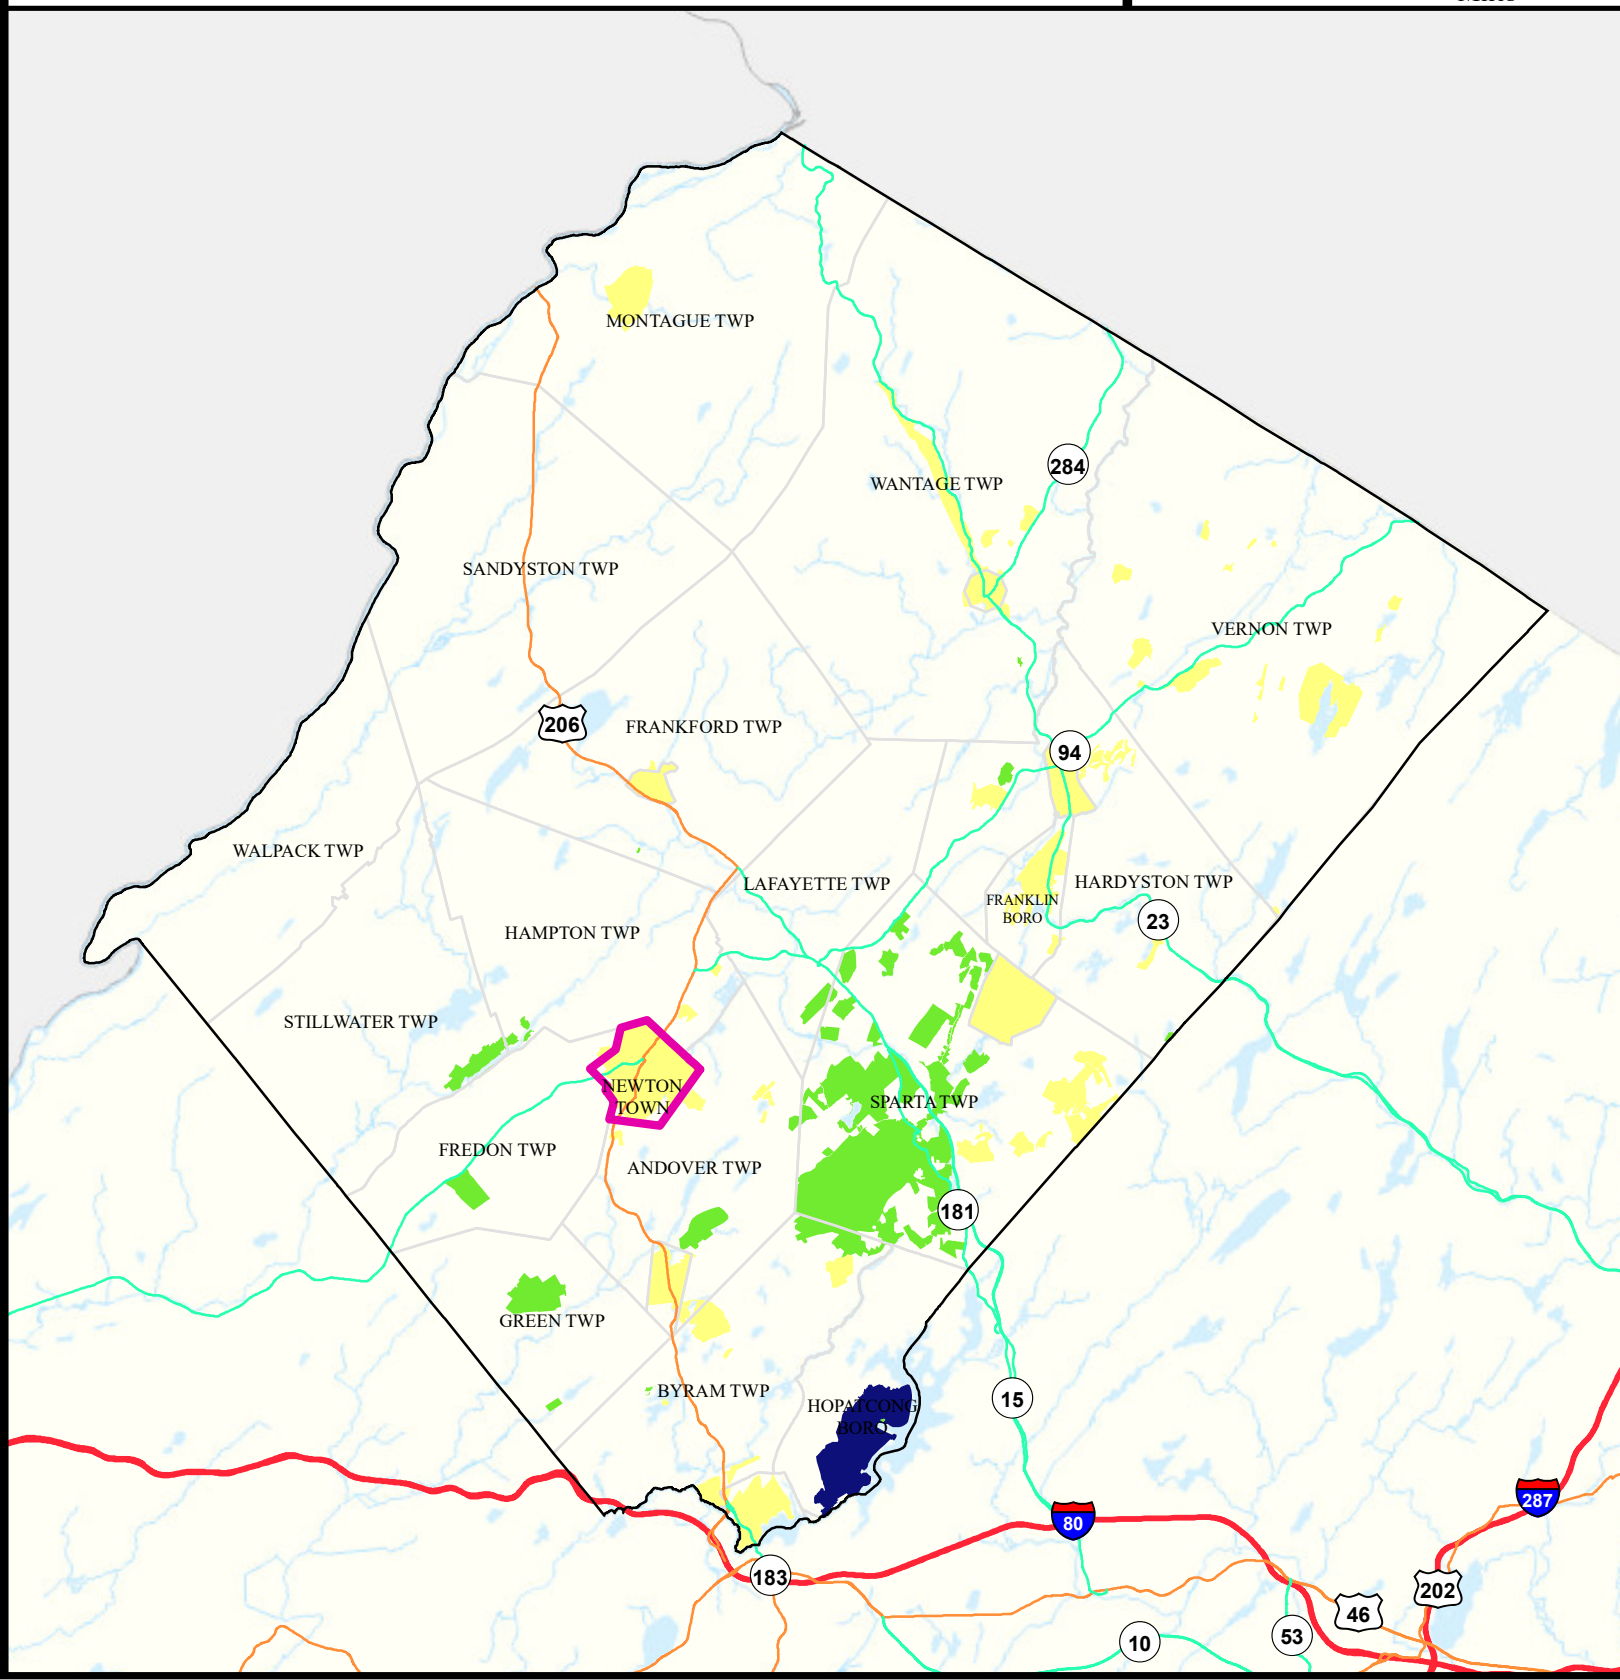 MONTAGUE TWP
284
WANTAGE TWP
SANDYSTON TWP
VERNON TWP
206
FRANKFORD TWP
94
WALPACK TWP
LAFAYETTE TWP
HARDYSTON TWP
FRANKLIN
BORO
23
HAMPTON TWP
STILLWATER TWP
NEWTON
TOWN
SPARTA TWP
FREDON TWP
ANDOVER TWP
181
GREEN TWP
BYRAM TWP
HOPATCONG
BORO
15
287
80
183
202
46
10
53